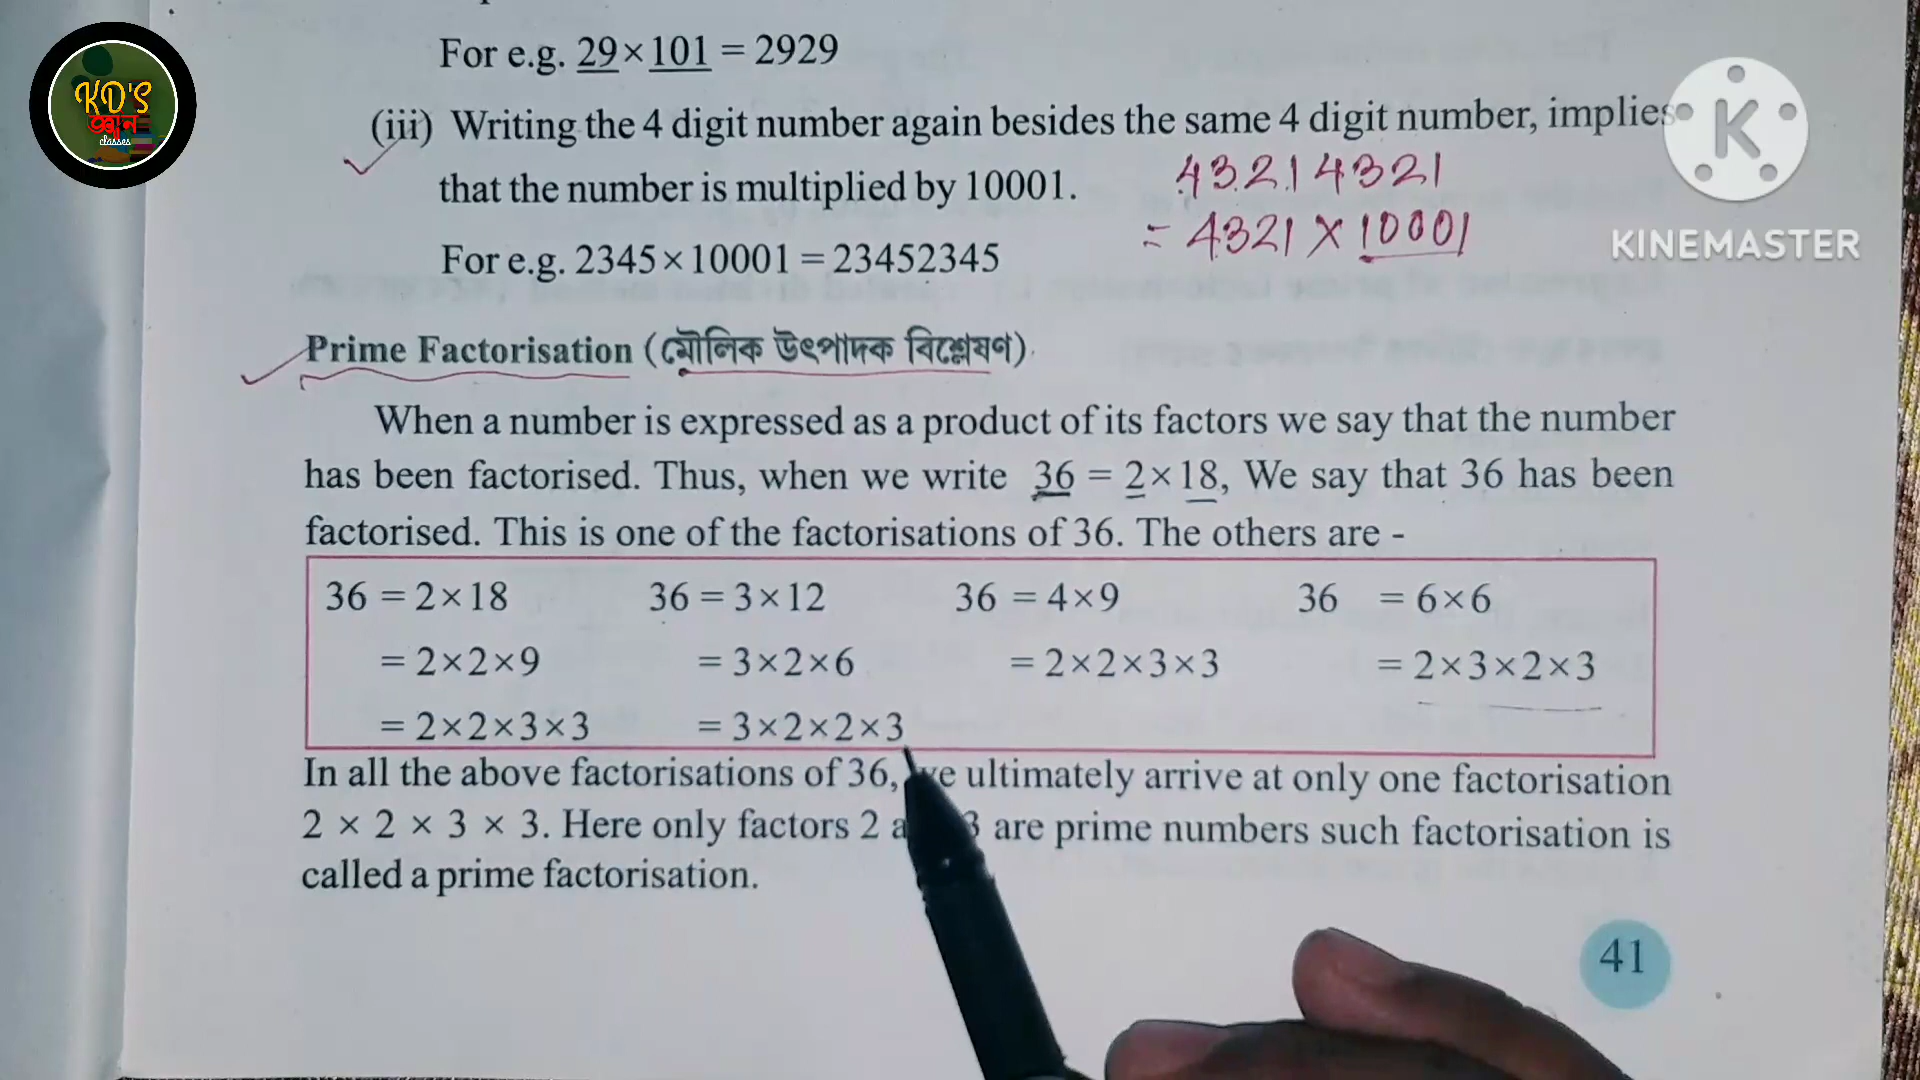 KD'S
জ্ঞান
classes
For e.g. 29×101 = 2929
(iii) Writing the 4 digit number again besides the same 4 digit number, implies
that the number is multiplied by 10001.
43214321
= 4321 × 10001
For e.g. 2345×10001 = 23452345
K
KINEMASTER
Prime Factorisation (মৌলিক উৎপাদক বিশ্লেষণ)
When a number is expressed as a product of its factors we say that the number
has been factorised. Thus, when we write 36 = 2×18, We say that 36 has been
factorised. This is one of the factorisations of 36. The others are -
36 = 2×18 36 = 3×12 36 = 4×9 36 = 6×6
= 2×2×9 = 3×2×6 = 2×2×3×3 = 2×3×2×3
= 2×2×3×3 = 3×2×2×3
In all the above factorisations of 36, ultimately arrive at only one factorisation
2 × 2 × 3 × 3. Here only factors 2 3 are prime numbers such factorisation is
called a prime factorisation.
41